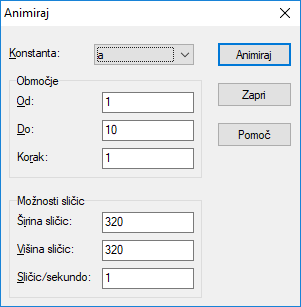 Animiraj
Konstanta: a Animiraj
Območje
Od: 1 Zapri
Do: 10
Korak: 1 Pomoč
Možnosti sličic
Širina sličic: 320
Višina sličic: 320
Sličic/sekundo: 1